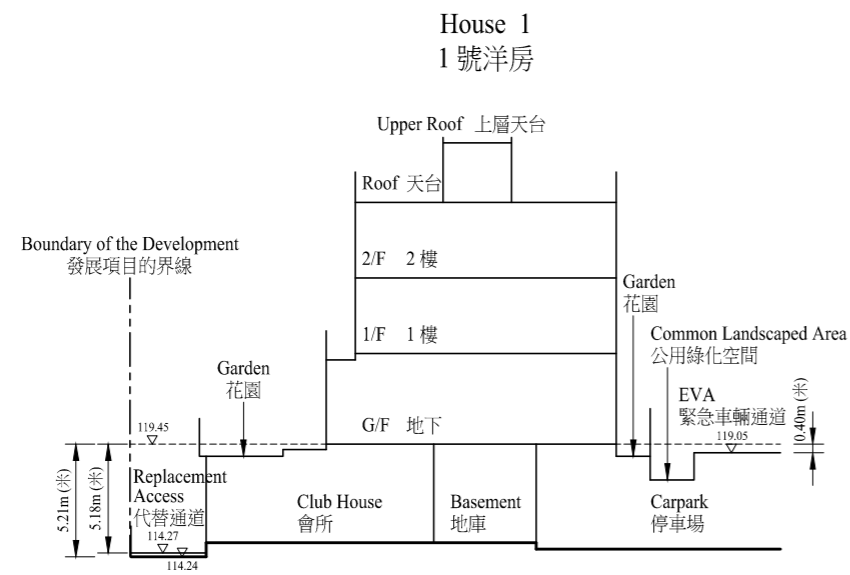 House 1
1 號洋房
Upper Roof 上層天台
Roof 天台
Boundary of the Development
發展項目的界線
2/F 2 樓
Garden
花園
1/F 1 樓
Common Landscaped Area
公用綠化空間
Garden
花園
EVA
緊急車輛通道
G/F 地下
119.45
119.05
0.40m (米)
5.21m (米)
5.18m (米)
Replacement
Access
代替通道
114.27
114.24
Club House
會所
Basement
地庫
Carpark
停車場